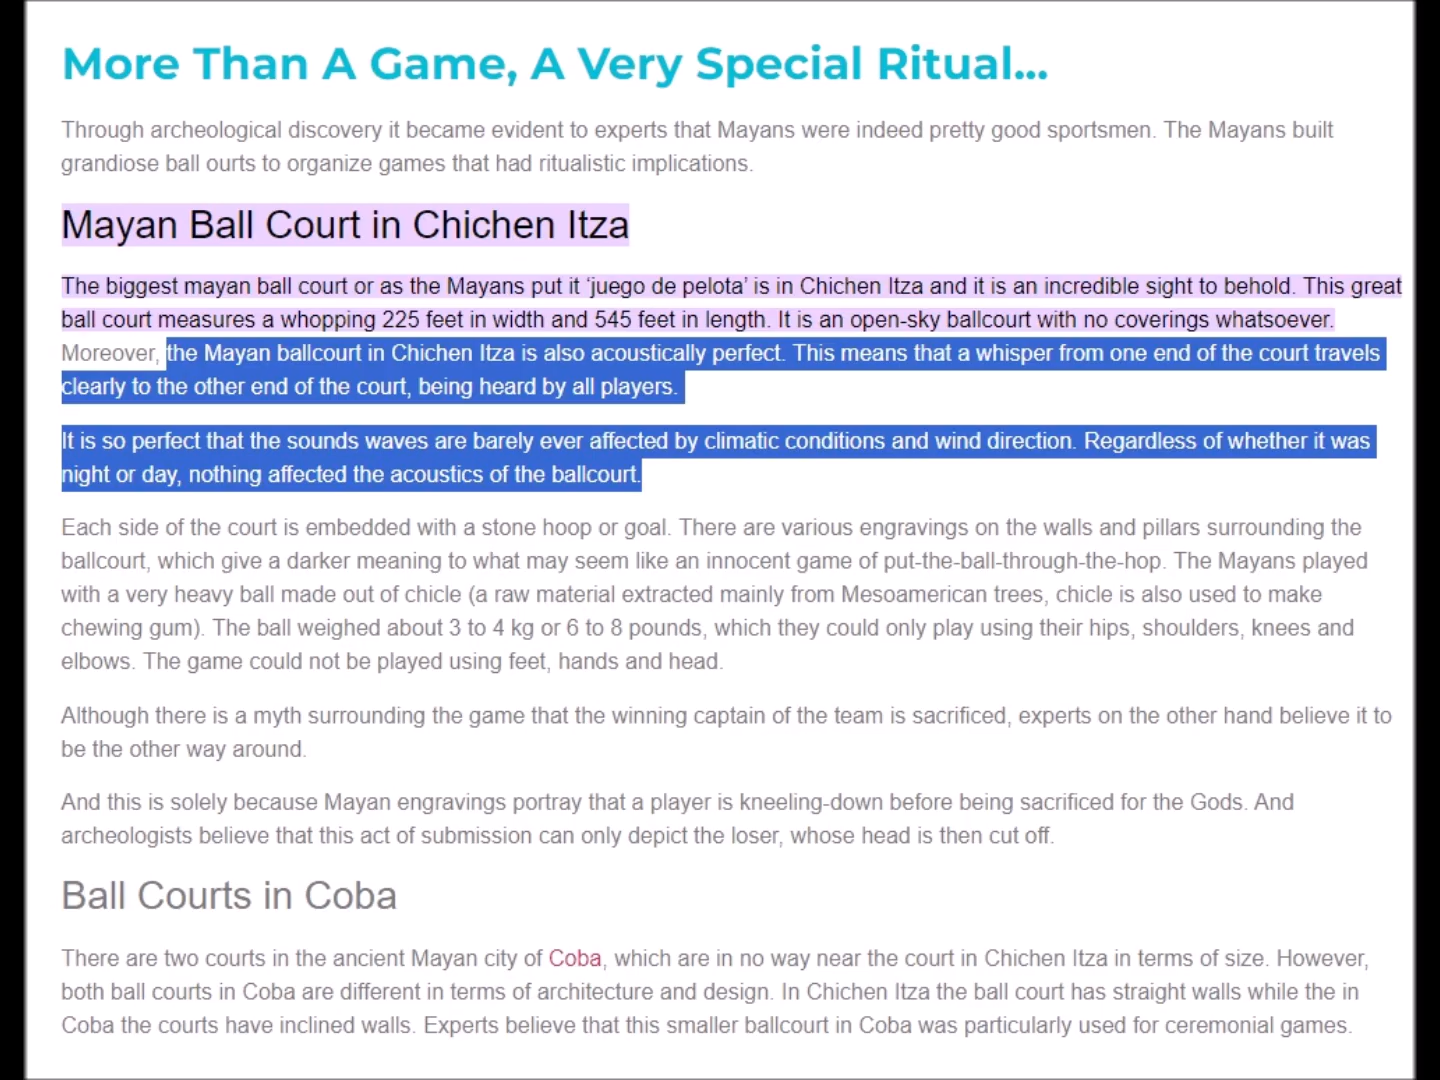 More Than A Game, A Very Special Ritual...
Through archeological discovery it became evident to experts that Mayans were indeed pretty good sportsmen. The Mayans built
grandiose ball ourts to organize games that had ritualistic implications.
Mayan Ball Court in Chichen Itza
The biggest mayan ball court or as the Mayans put it ‘juego de pelota’ is in Chichen Itza and it is an incredible sight to behold. This great
ball court measures a whopping 225 feet in width and 545 feet in length. It is an open-sky ballcourt with no coverings whatsoever.
Moreover, the Mayan ballcourt in Chichen Itza is also acoustically perfect. This means that a whisper from one end of the court travels
clearly to the other end of the court, being heard by all players.
It is so perfect that the sounds waves are barely ever affected by climatic conditions and wind direction. Regardless of whether it was
night or day, nothing affected the acoustics of the ballcourt.
Each side of the court is embedded with a stone hoop or goal. There are various engravings on the walls and pillars surrounding the
ballcourt, which give a darker meaning to what may seem like an innocent game of put-the-ball-through-the-hop. The Mayans played
with a very heavy ball made out of chicle (a raw material extracted mainly from Mesoamerican trees, chicle is also used to make
chewing gum). The ball weighed about 3 to 4 kg or 6 to 8 pounds, which they could only play using their hips, shoulders, knees and
elbows. The game could not be played using feet, hands and head.
Although there is a myth surrounding the game that the winning captain of the team is sacrificed, experts on the other hand believe it to
be the other way around.
And this is solely because Mayan engravings portray that a player is kneeling-down before being sacrificed for the Gods. And
archeologists believe that this act of submission can only depict the loser, whose head is then cut off.
Ball Courts in Coba
There are two courts in the ancient Mayan city of Coba, which are in no way near the court in Chichen Itza in terms of size. However,
both ball courts in Coba are different in terms of architecture and design. In Chichen Itza the ball court has straight walls while the in
Coba the courts have inclined walls. Experts believe that this smaller ballcourt in Coba was particularly used for ceremonial games.